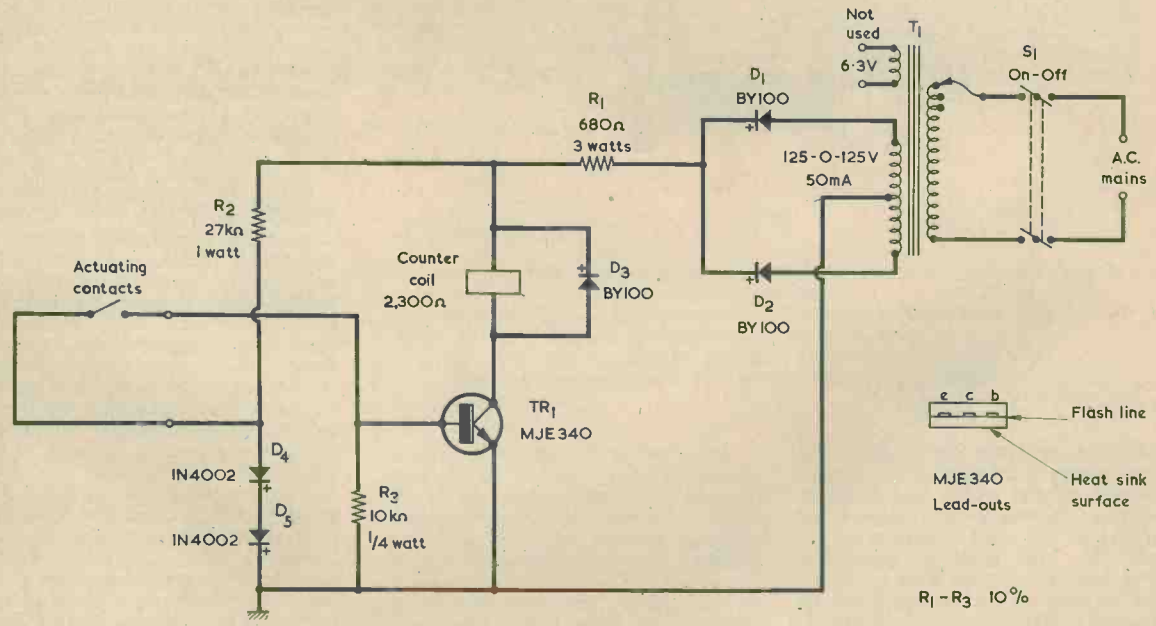 Not
used
6·3V
T1
S1
On-Off
D1
BY100
R1
680Ω
3 watts
125-0-125V
50mA
A.C.
mains
R2
27kΩ
1 watt
Actuating
contacts
Counter
coil
2,300Ω
+
D3
BY100
+
D2
BY100
+
TR1
MJE340
e c b
Flash line
D4
1N4002
+
R3
10kΩ
1/4 watt
MJE340
Lead-outs
Heat sink
surface
D5
1N4002
+
R1-R3 10%